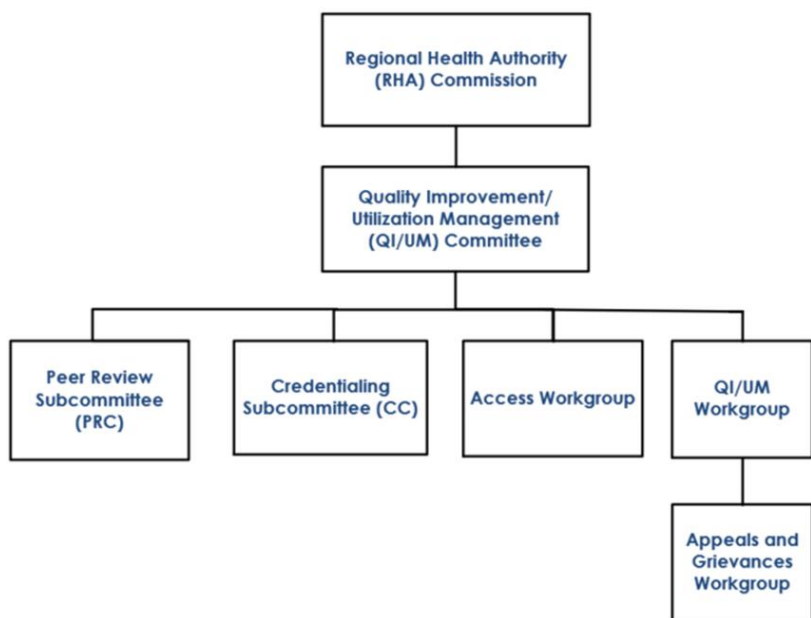 Regional Health Authority
(RHA) Commission
Quality Improvement/
Utilization Management
(QI/UM) Committee
Peer Review
Subcommittee
(PRC)
Credentialing
Subcommittee (CC)
Access Workgroup
QI/UM
Workgroup
Appeals and
Grievances
Workgroup